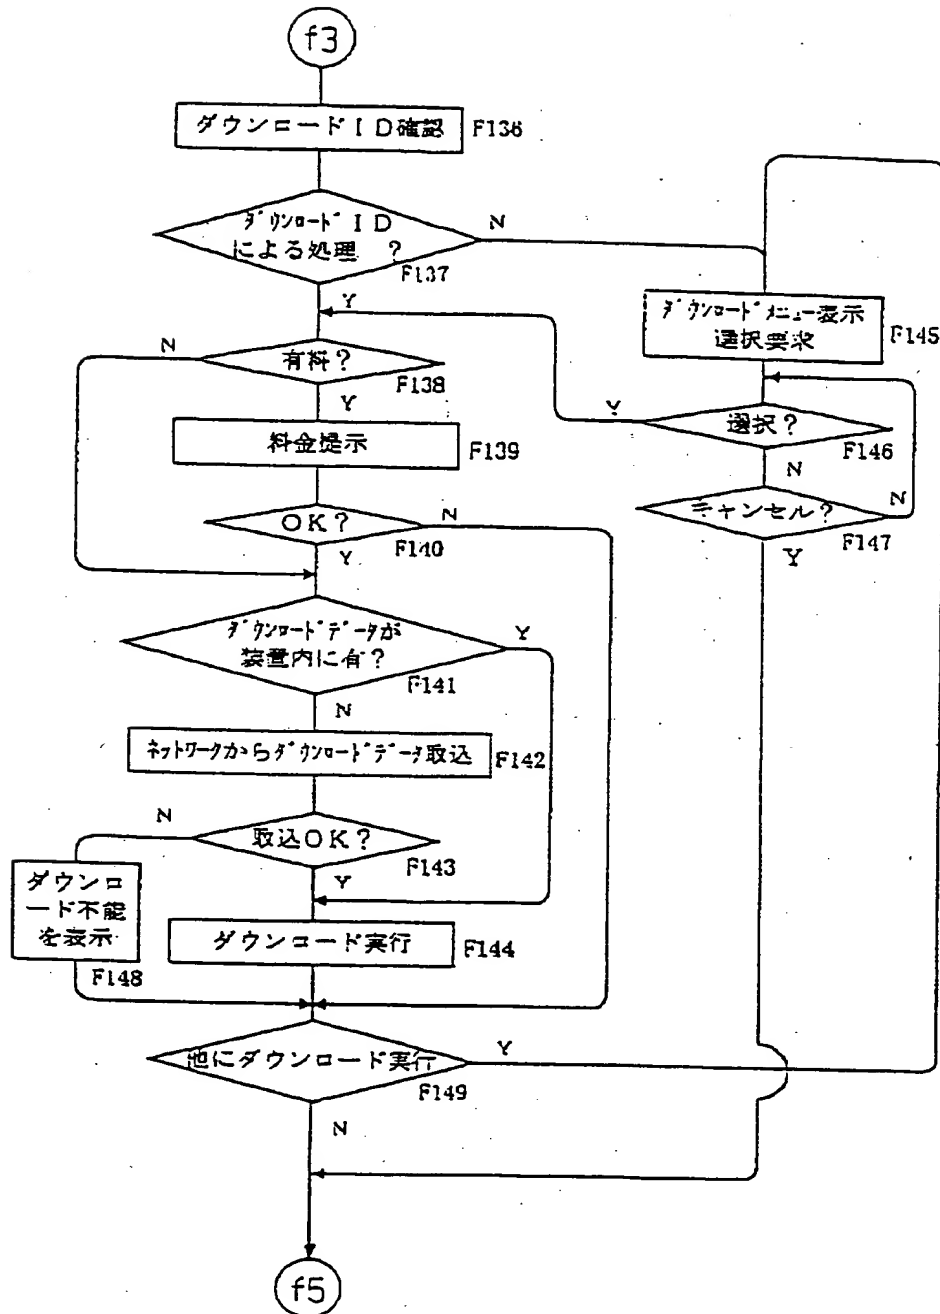 f3
ダウンロードID確認 F136
ダウンロードID
による処理 ?
F137
N
Y
ダウンロードメニュー表示
選択要求
F145
N
有料?
F138
Y
選択?
F146
Y
N
料金提示
F139
キャンセル?
F147
N
Y
OK?
F140
N
Y
ダウンロードデータが
装置内に有?
F141
Y
N
ネットワークからダウンロードデータ取込 F142
N
取込OK?
F143
Y
ダウンロ
ード不能
を表示
F148
ダウンロード実行 F144
他にダウンロード実行
F149
Y
N
f5